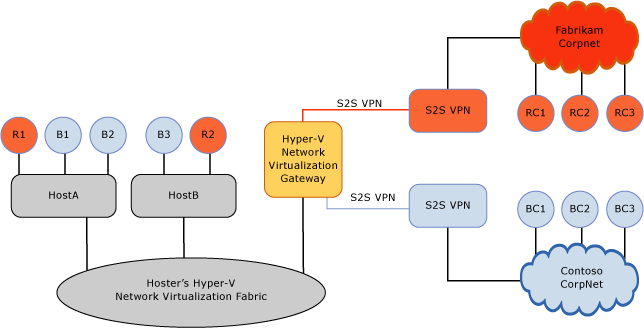 Fabrikam
Corpnet
S2S VPN
S2S VPN
RC1
RC2
RC3
R1
B1
B2
B3
R2
Hyper-V
Network
Virtualization
Gateway
HostA
HostB
S2S VPN
S2S VPN
BC1
BC2
BC3
Hoster's Hyper-V
Network Virtualization Fabric
Contoso
CorpNet